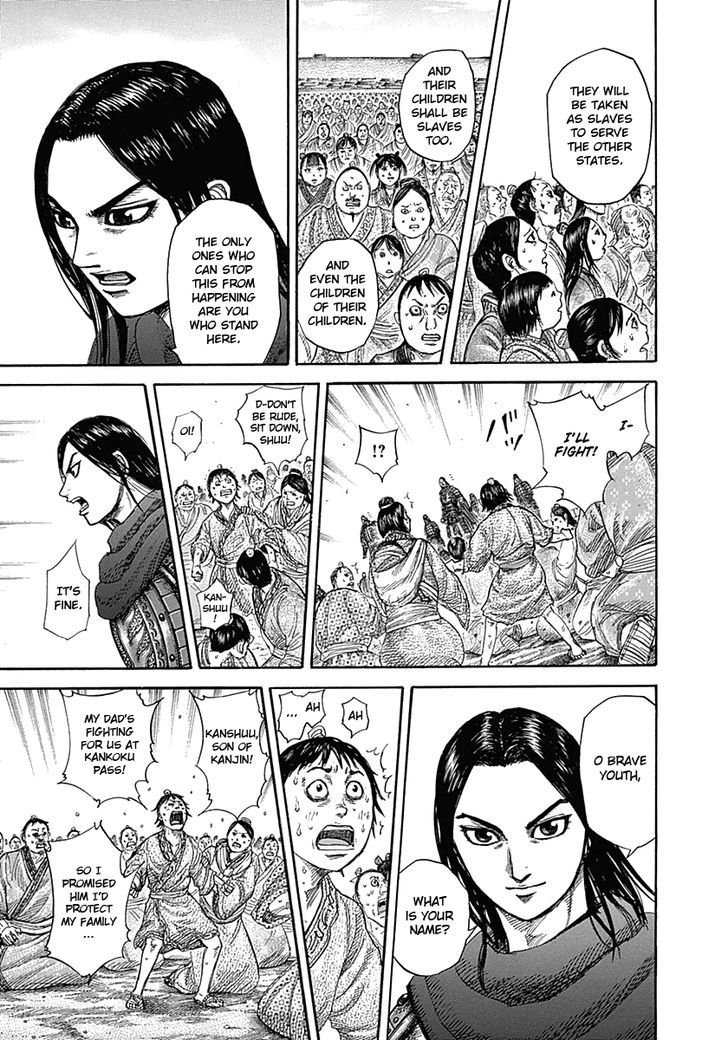 THEY WILL
BE TAKEN
AS SLAVES
TO SERVE
THE OTHER
STATES.
AND
THEIR
CHILDREN
SHALL BE
SLAVES
TOO.
AND
EVEN THE
CHILDREN
OF THEIR
CHILDREN.
THE ONLY
ONES WHO
CAN STOP
THIS FROM
HAPPENING
ARE YOU
WHO STAND
HERE.
I-
I'LL
FIGHT!
!?
バッ
D-DON'T
BE RUDE,
SIT DOWN,
SHUU!
OI!
KAN-
SHUU
!
IT'S
FINE.
O BRAVE
YOUTH,
WHAT
IS YOUR
NAME?
AH
AH
...
KANSHUU,
SON OF
KANJIN!
MY DAD'S
FIGHTING
FOR US AT
KANKOKU
PASS!
SO I
PROMISED
HIM I'D
PROTECT
MY FAMILY
...